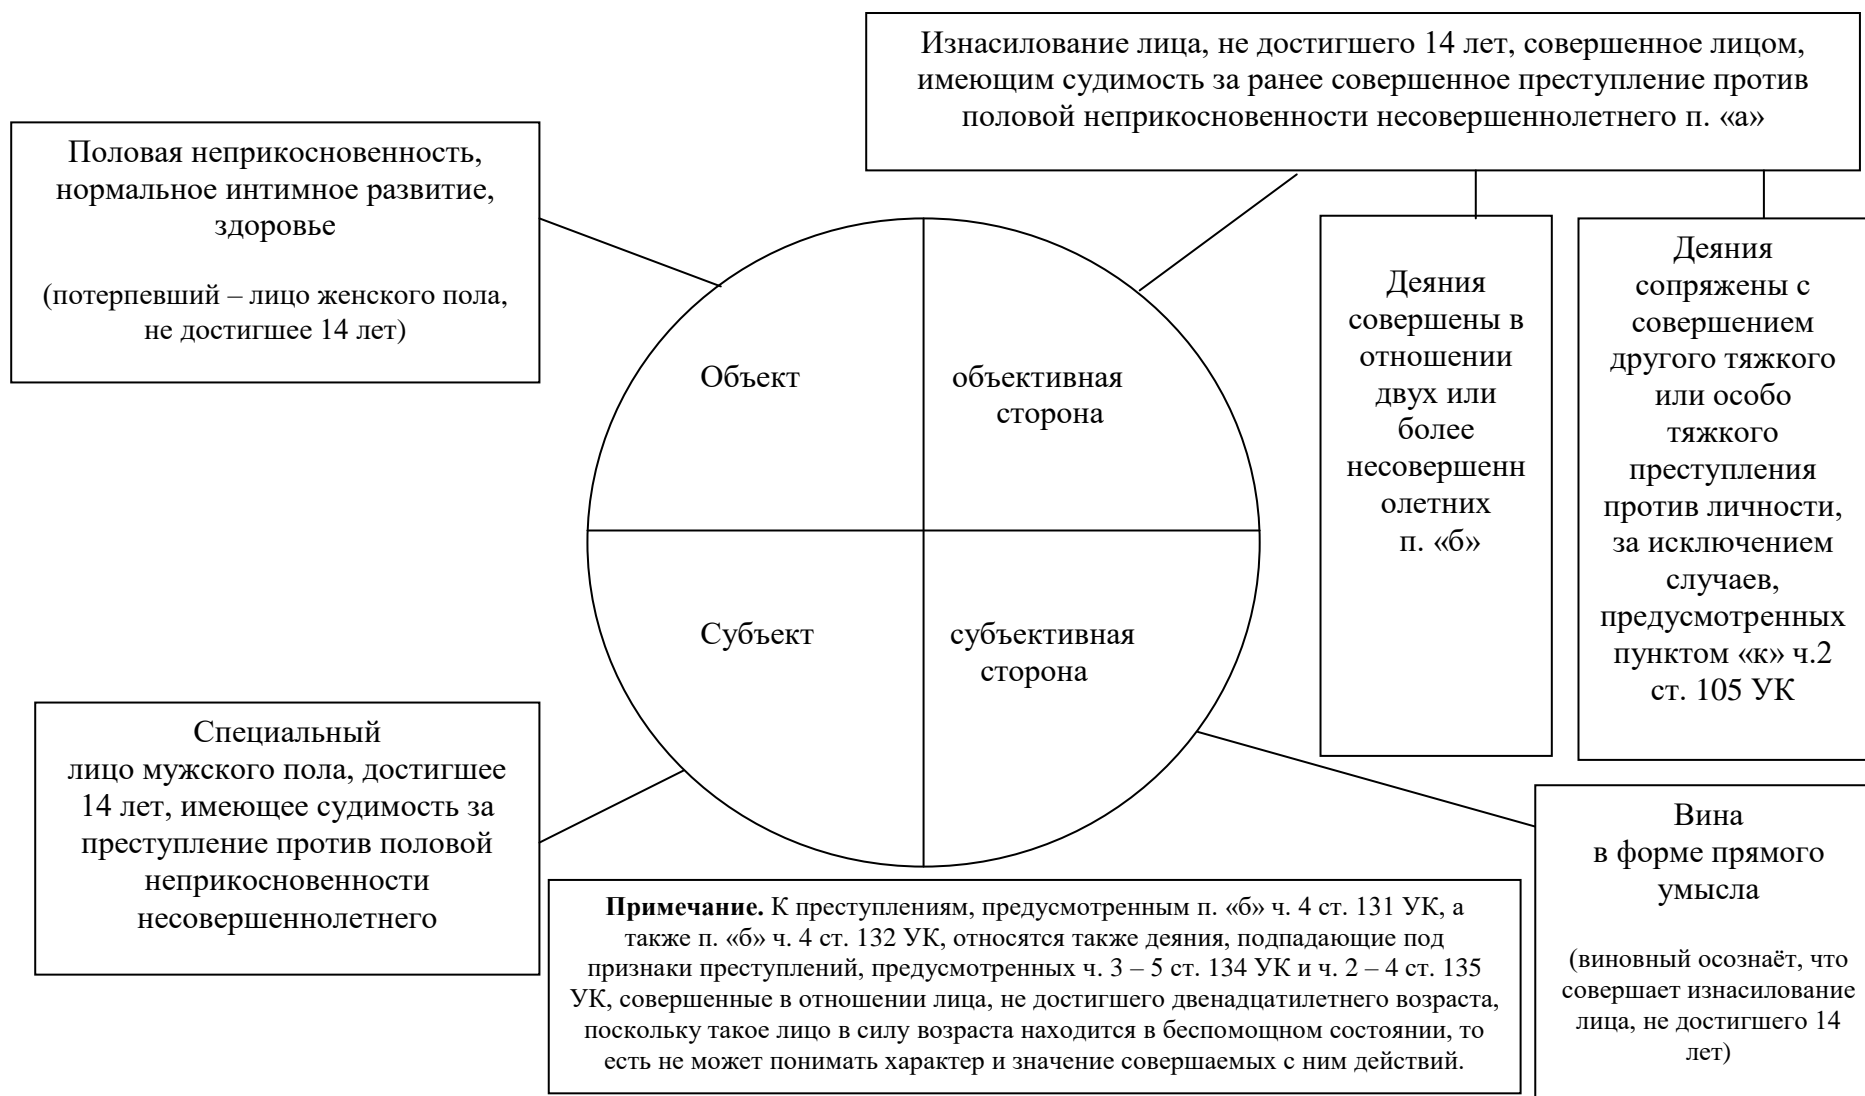 Изнасилование лица, не достигшего 14 лет, совершенное лицом,
имеющим судимость за ранее совершенное преступление против
половой неприкосновенности несовершеннолетнего п. «а»
Половая неприкосновенность,
нормальное интимное развитие,
здоровье
(потерпевший – лицо женского пола,
не достигшее 14 лет)
Деяния
совершены в
отношении
двух или
более
несовершенн
олетних
п. «б»
Деяния
сопряжены с
совершением
другого тяжкого
или особо
тяжкого
преступления
против личности,
за исключением
случаев,
предусмотренных
пунктом «к» ч.2
ст. 105 УК
Объект
объективная
сторона
Субъект
субъективная
сторона
Специальный
лицо мужского пола, достигшее
14 лет, имеющее судимость за
преступление против половой
неприкосновенности
несовершеннолетнего
Вина
в форме прямого
умысла
(виновный осознаёт, что
совершает изнасилование
лица, не достигшего 14
лет)
Примечание. К преступлениям, предусмотренным п. «б» ч. 4 ст. 131 УК, а
также п. «б» ч. 4 ст. 132 УК, относятся также деяния, подпадающие под
признаки преступлений, предусмотренных ч. 3 – 5 ст. 134 УК и ч. 2 – 4 ст. 135
УК, совершенные в отношении лица, не достигшего двенадцатилетнего возраста,
поскольку такое лицо в силу возраста находится в беспомощном состоянии, то
есть не может понимать характер и значение совершаемых с ним действий.